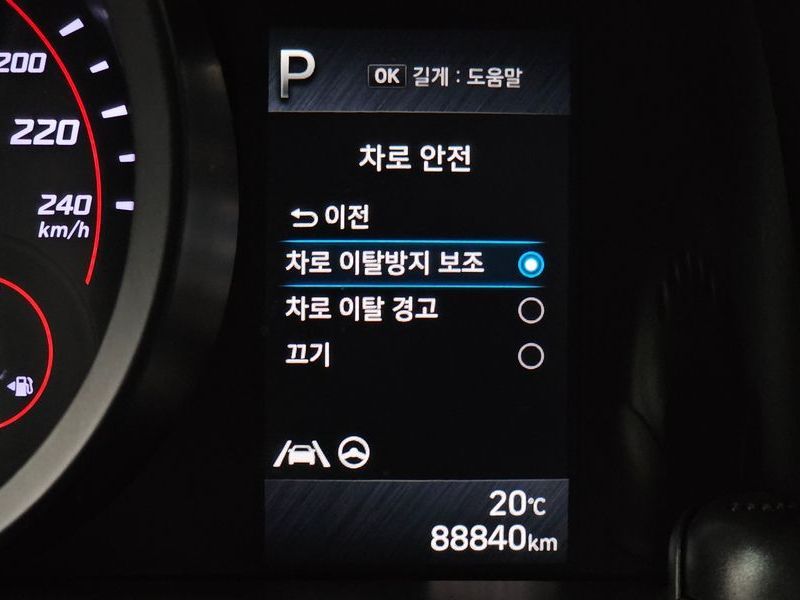 200
220
240
km/h
P
OK 길게 : 도움말
차로 안전
이전
차로 이탈방지 보조
차로 이탈 경고
끄기
20℃
88840km